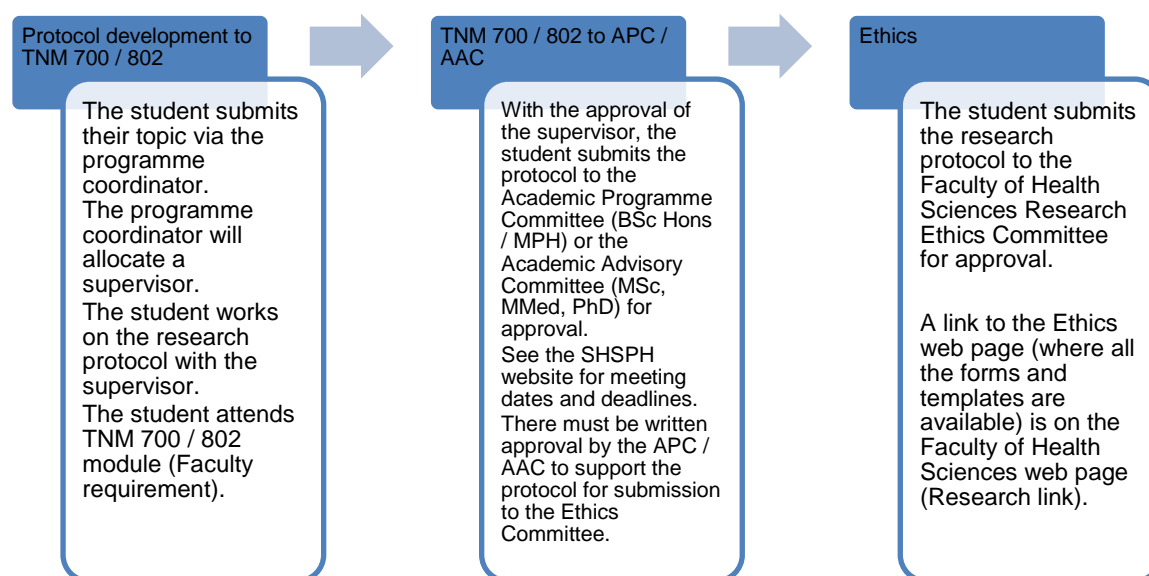 Protocol development to
TNM 700 / 802
The student submits
their topic via the
programme
coordinator.
The programme
coordinator will
allocate a
supervisor.
The student works
on the research
protocol with the
supervisor.
The student attends
TNM 700 / 802
module (Faculty
requirement).
TNM 700 / 802 to APC /
AAC
With the approval of
the supervisor, the
student submits the
protocol to the
Academic Programme
Committee (BSc Hons
/ MPH) or the
Academic Advisory
Committee (MSc,
MMed, PhD) for
approval.
See the SHSPH
website for meeting
dates and deadlines.
There must be written
approval by the APC /
AAC to support the
protocol for submission
to the Ethics
Committee.
Ethics
The student submits
the research
protocol to the
Faculty of Health
Sciences Research
Ethics Committee
for approval.
A link to the Ethics
web page (where all
the forms and
templates are
available) is on the
Faculty of Health
Sciences web page
(Research link).